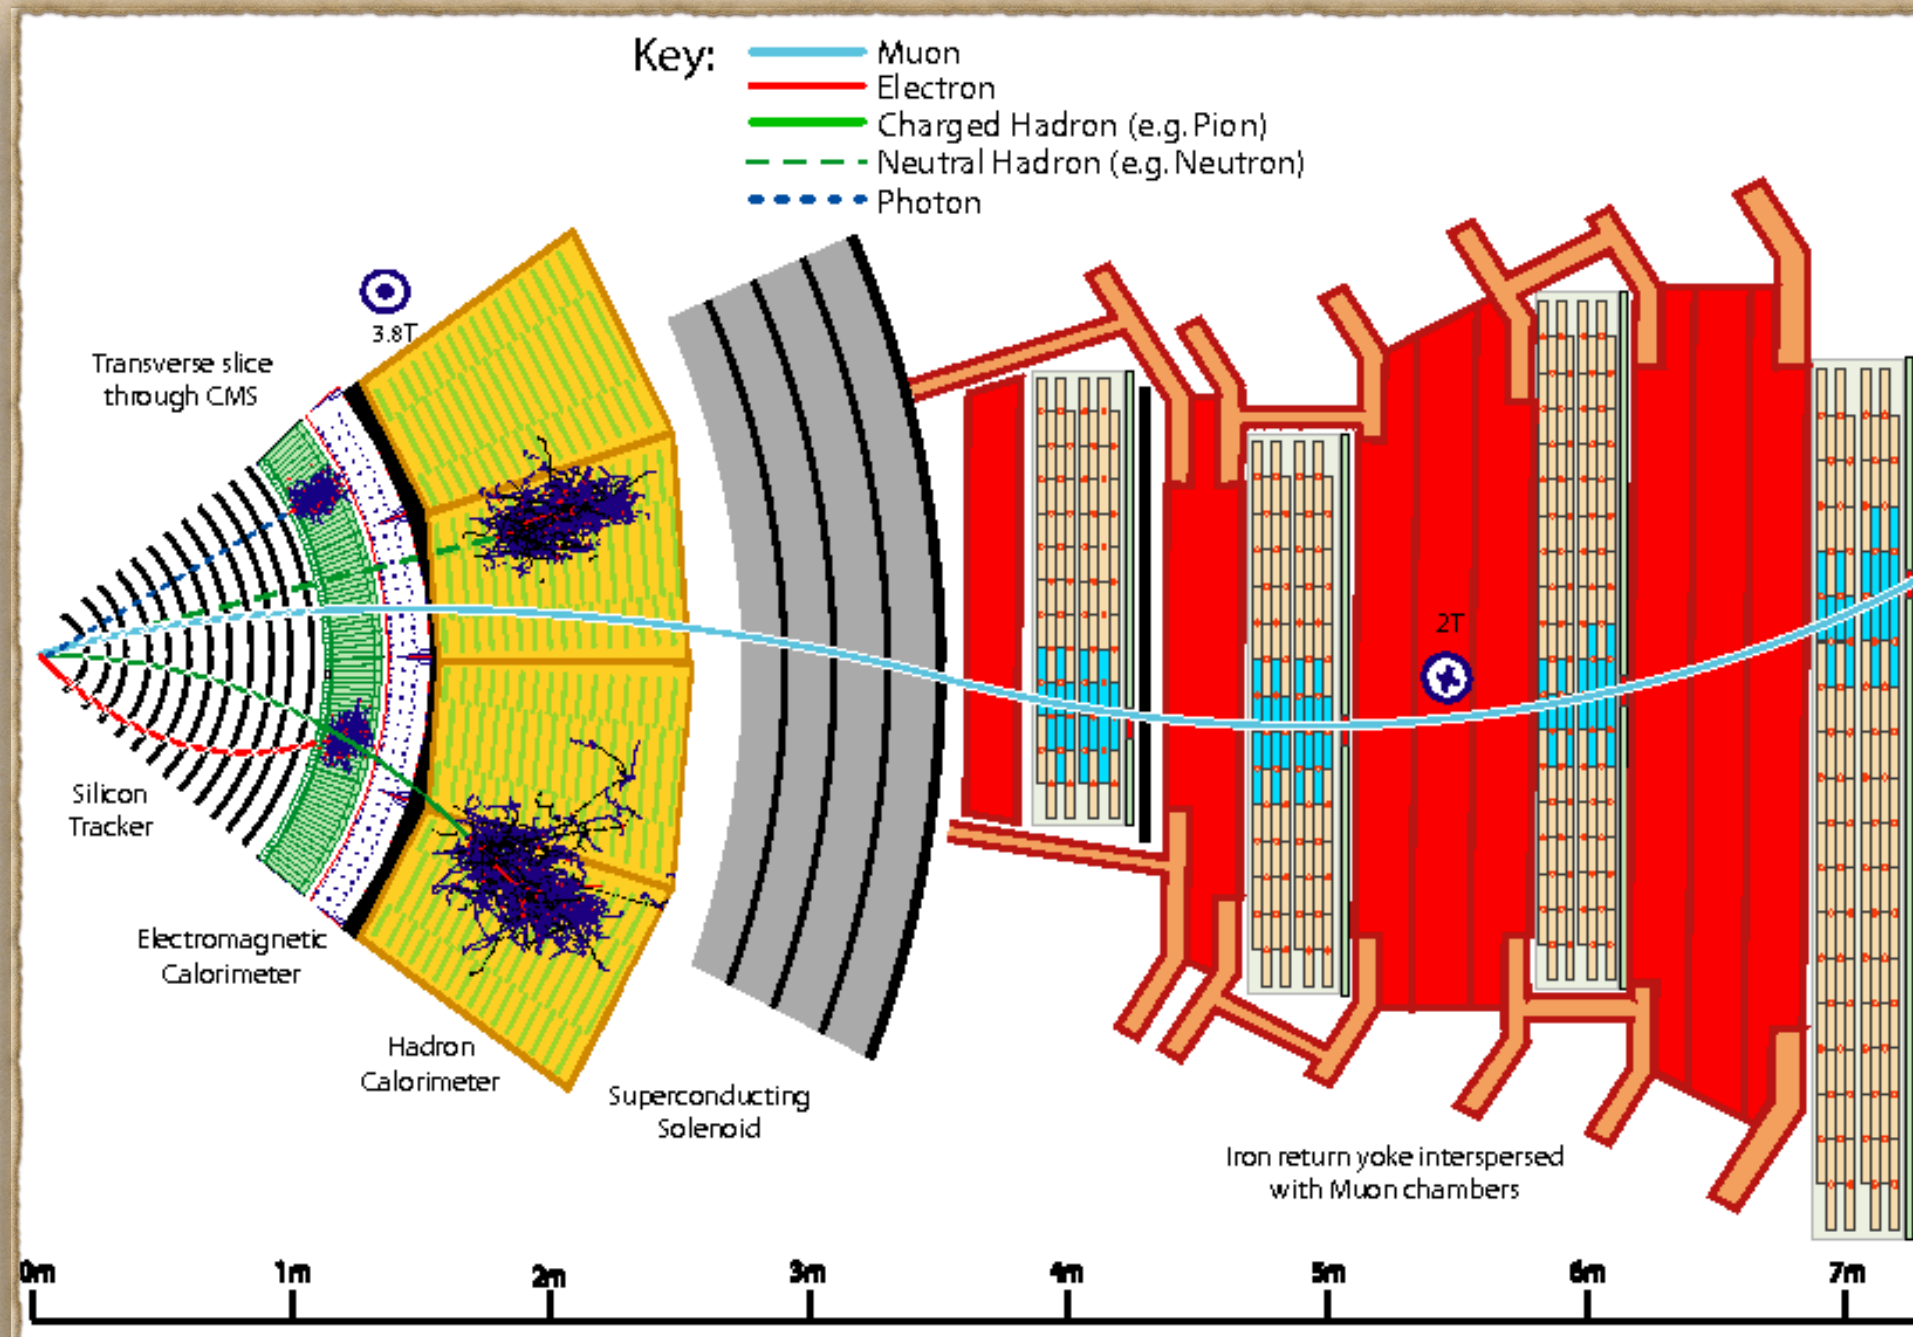 Key:
Muon
Electron
Charged Hadron (e.g. Pion)
Neutral Hadron (e.g. Neutron)
Photon
3.8T
Transverse slice
through CMS
2T
Silicon
Tracker
Electromagnetic
Calorimeter
Hadron
Calorimeter
Superconducting
Solenoid
Iron return yoke interspersed
with Muon chambers
0m 1m 2m 3m 4m 5m 6m 7m